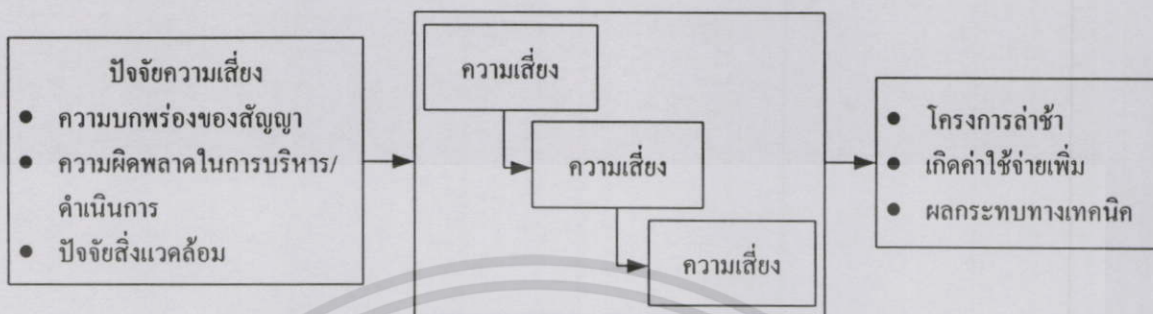 ปัจจัยความเสี่ยง
● ความบกพร่องของสัญญา
● ความผิดพลาดในการบริหาร/
ดำเนินการ
● ปัจจัยสิ่งแวดล้อม
ความเสี่ยง
ความเสี่ยง
ความเสี่ยง
● โครงการล่าช้า
● เกิดค่าใช้จ่ายเพิ่ม
● ผลกระทบทางเทคนิค